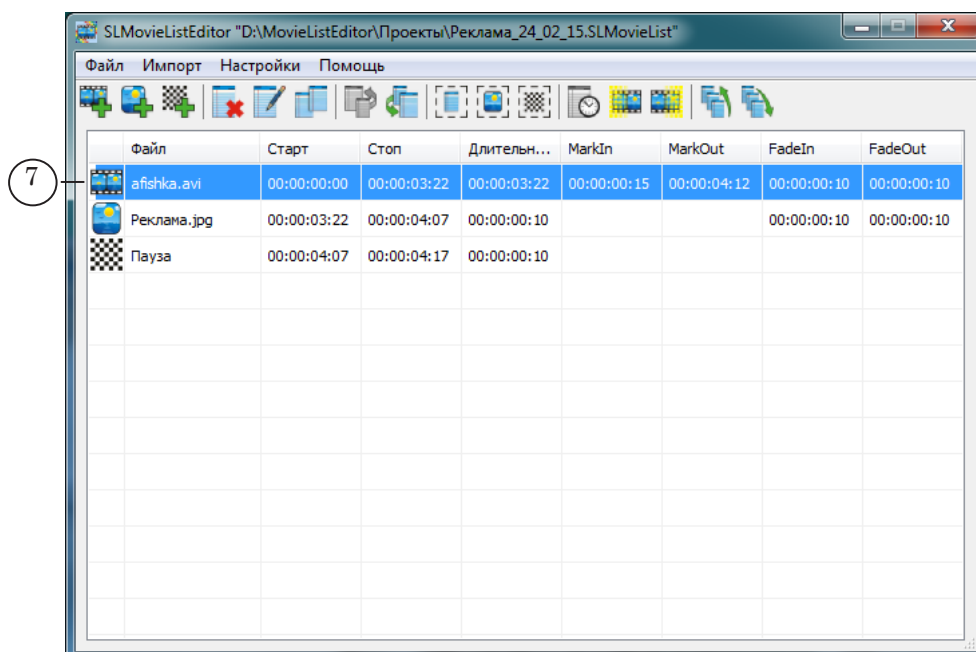 SLMovieListEditor "D:\MovieListEditor\Проекты\Реклама_24_02_15.SLMovieList"
Файл Импорт Настройки Помощь
Файл Старт Стоп Длительн... MarkIn MarkOut FadeIn FadeOut
7
afishka.avi 00:00:00:00 00:00:03:22 00:00:03:22 00:00:00:15 00:00:04:12 00:00:00:10 00:00:00:10
Реклама.jpg 00:00:03:22 00:00:04:07 00:00:00:10 00:00:00:10 00:00:00:10
Пауза 00:00:04:07 00:00:04:17 00:00:00:10